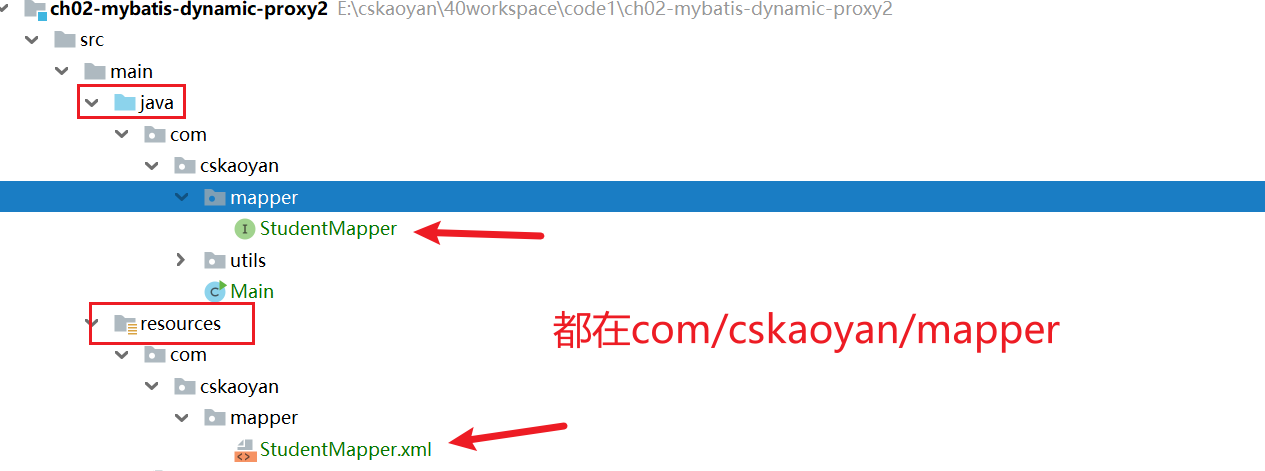 ch02-mybatis-dynamic-proxy2 E:\cskaoyan\40workspace\code1\ch02-mybatis-dynamic-proxy2
src
main
java
com
cskaoyan
mapper
I StudentMapper
utils
C Main
resources
都在com/cskaoyan/mapper
com
cskaoyan
mapper
StudentMapper.xml